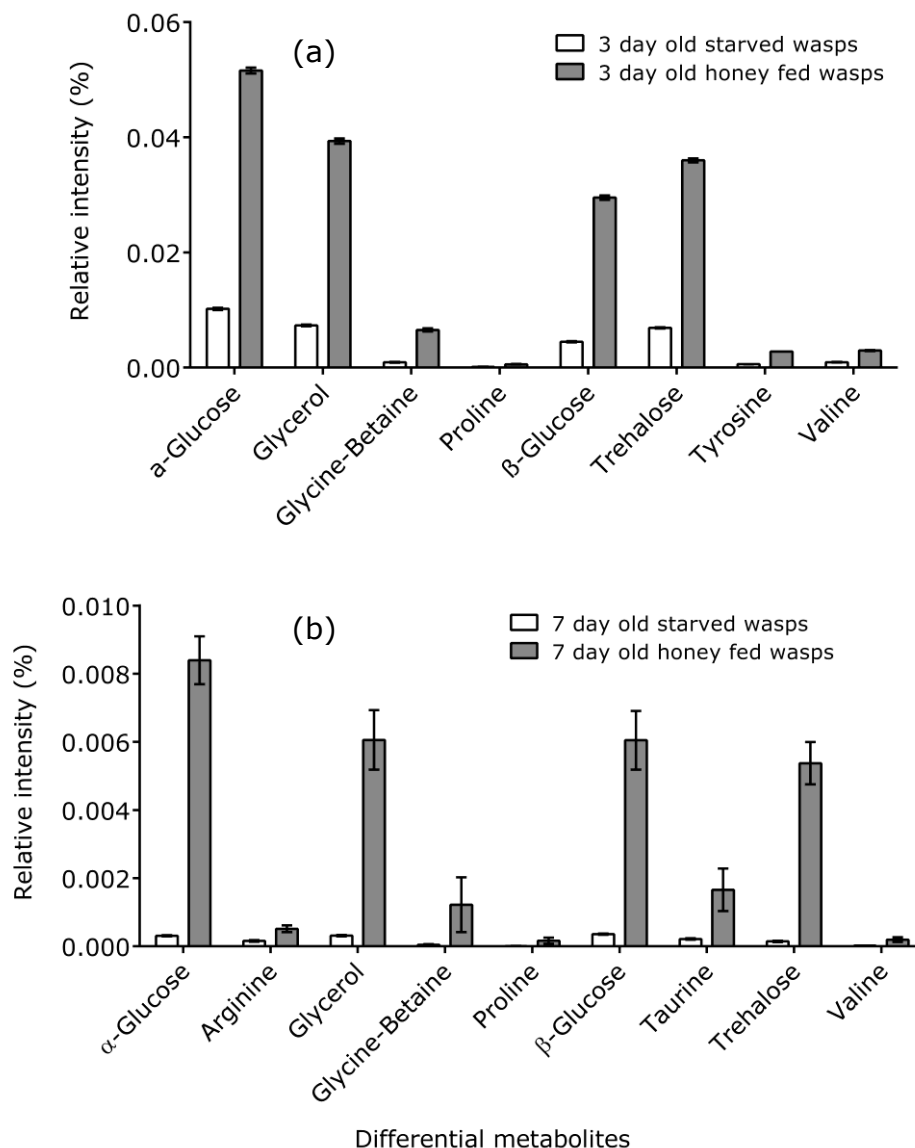 (a)
3 day old starved wasps
3 day old honey fed wasps
Relative intensity (%)
0.06
0.04
0.02
0.00
a-Glucose
Glycerol
Glycine-Betaine
Proline
β-Glucose
Trehalose
Tyrosine
Valine
(b)
7 day old starved wasps
7 day old honey fed wasps
Relative intensity (%)
0.010
0.008
0.006
0.004
0.002
0.000
α-Glucose
Arginine
Glycerol
Glycine-Betaine
Proline
β-Glucose
Taurine
Trehalose
Valine
Differential metabolites